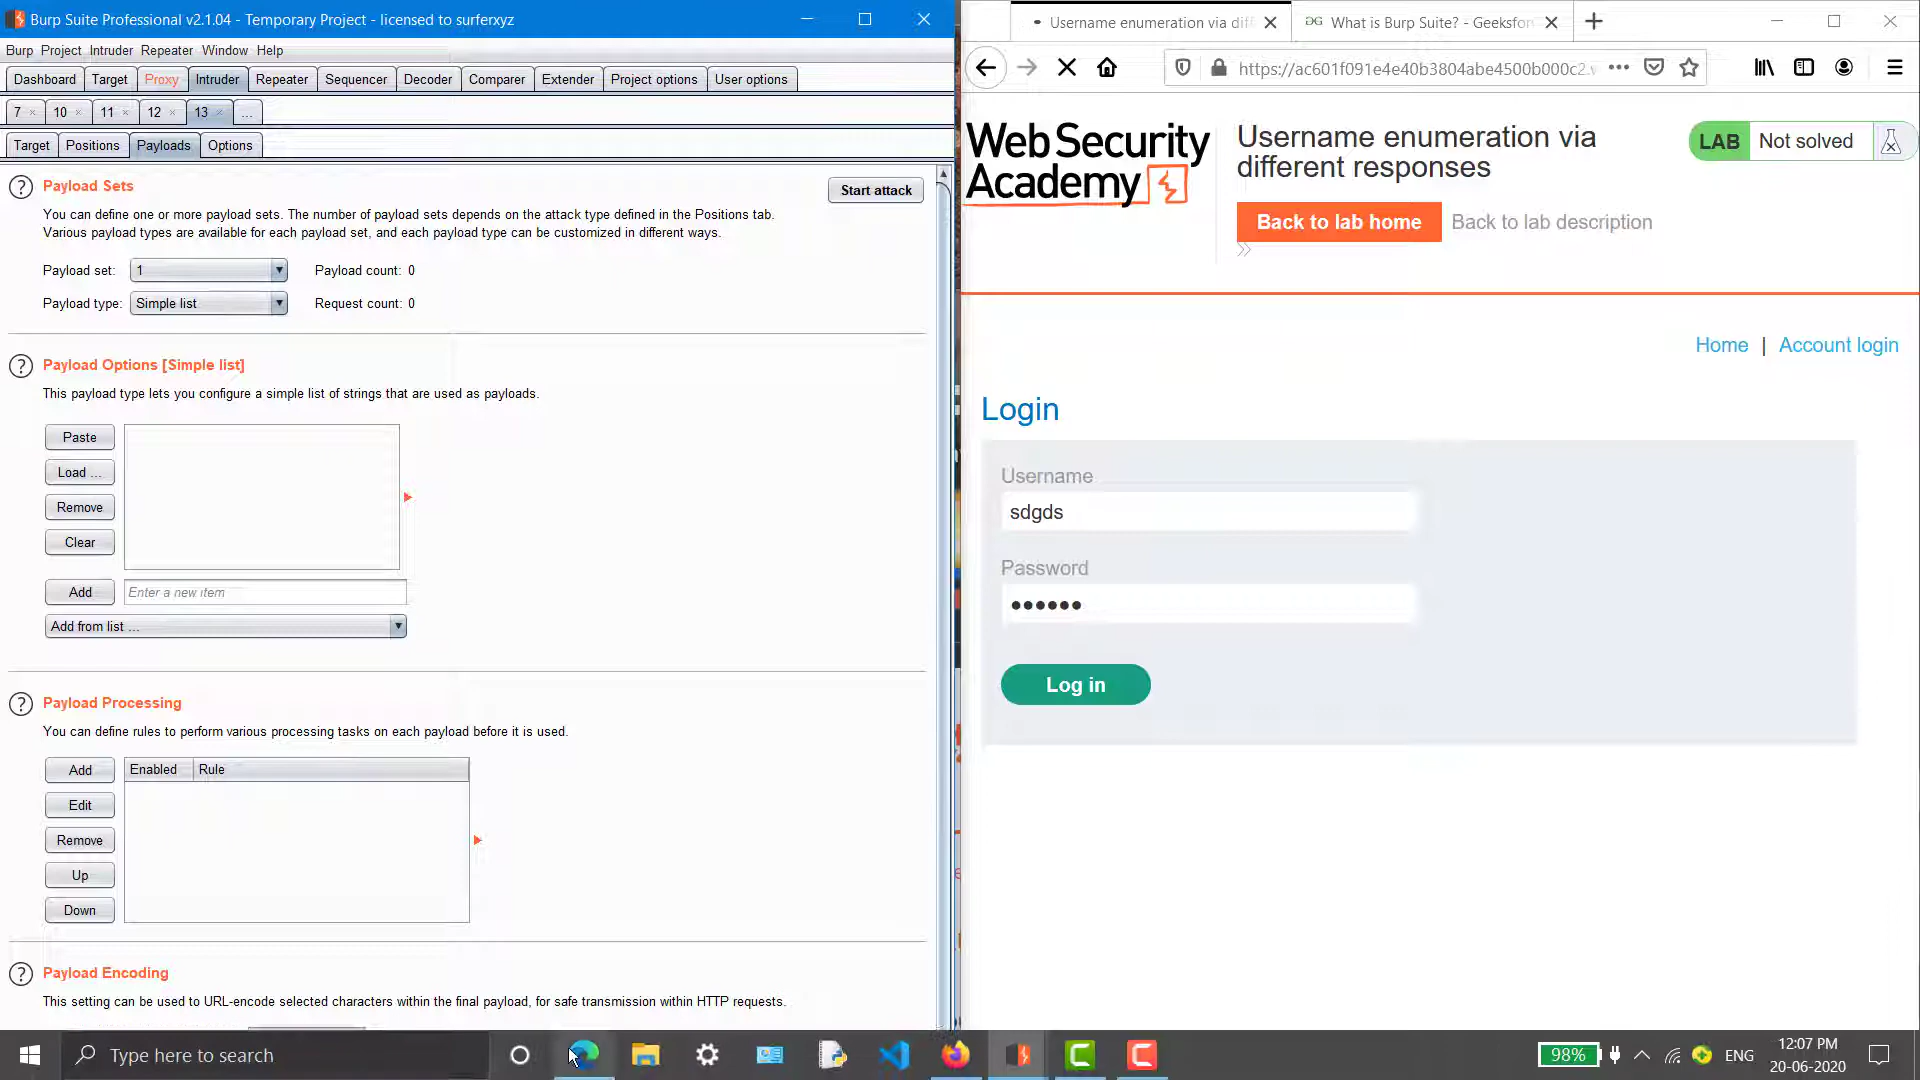 Burp Suite Professional v2.1.04 - Temporary Project - licensed to surferxyz
Burp Project Intruder Repeater Window Help
Dashboard Target Proxy Intruder Repeater Sequencer Decoder Comparer Extender Project options User options
7 × 10 × 11 × 12 × 13 × ...
Target Positions Payloads Options
? Payload Sets
Start attack
You can define one or more payload sets. The number of payload sets depends on the attack type defined in the Positions tab.
Various payload types are available for each payload set, and each payload type can be customized in different ways.
Payload set: 1 Payload count: 0
Payload type: Simple list Request count: 0
? Payload Options [Simple list]
This payload type lets you configure a simple list of strings that are used as payloads.
Paste
Load ...
Remove
Clear
Add Enter a new item
Add from list ...
? Payload Processing
You can define rules to perform various processing tasks on each payload before it is used.
Add Enabled Rule
Edit
Remove
Up
Down
? Payload Encoding
This setting can be used to URL-encode selected characters within the final payload, for safe transmission within HTTP requests.
Username enumeration via dif
What is Burp Suite? - Geeksfor
https://ac601f091e4e40b3804abe4500b000c2.w
Web Security
Academy
Username enumeration via
different responses
LAB Not solved
Back to lab home Back to lab description
Home | Account login
Login
Username
sdgds
Password
••••••
Log in
Type here to search
98% ENG
12:07 PM
20-06-2020